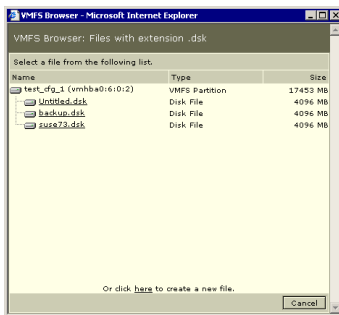 VMFS Browser - Microsoft Internet Explorer
VMFS Browser: Files with extension .dsk
Select a file from the following list.
Name Type Size
test_cfg_1 (vmhba0:6:0:2) VMFS Partition 17453 MB
Untitled.dsk Disk File 4096 MB
backup.dsk Disk File 4096 MB
suse73.dsk Disk File 4096 MB
Or click here to create a new file.
Cancel